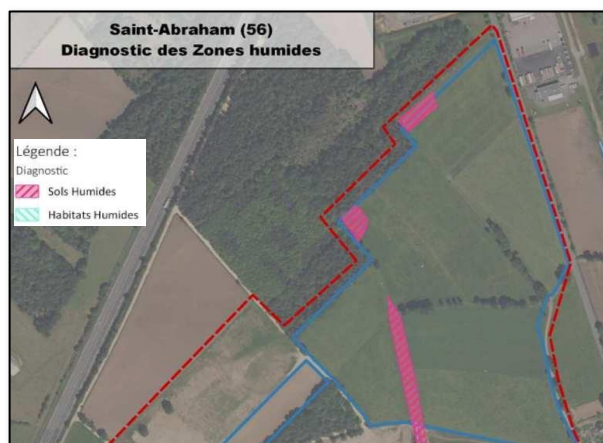 Saint-Abraham (56)
Diagnostic des Zones humides
Légende :
Diagnostic
Sols Humides
Habitats Humides